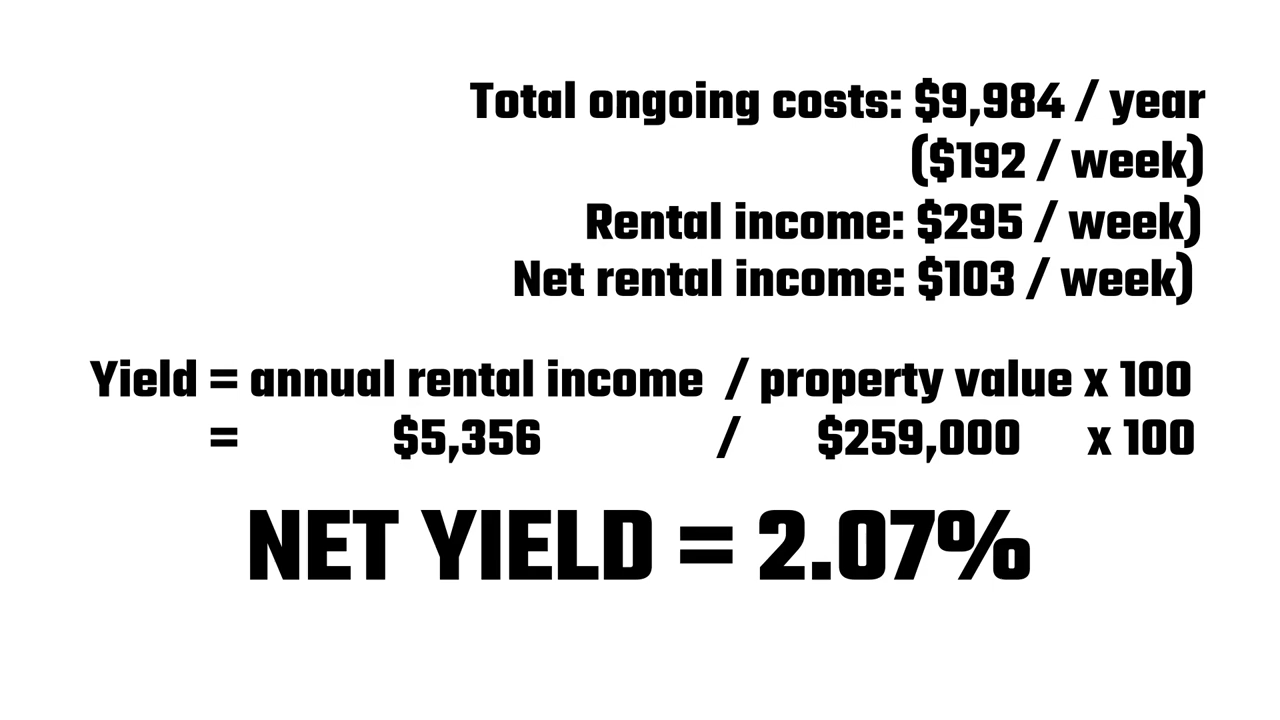 Total ongoing costs: $9,984 / year
($192 / week)
Rental income: $295 / week)
Net rental income: $103 / week)
Yield = annual rental income / property value x 100
= $5,356 / $259,000 x 100
NET YIELD = 2.07%